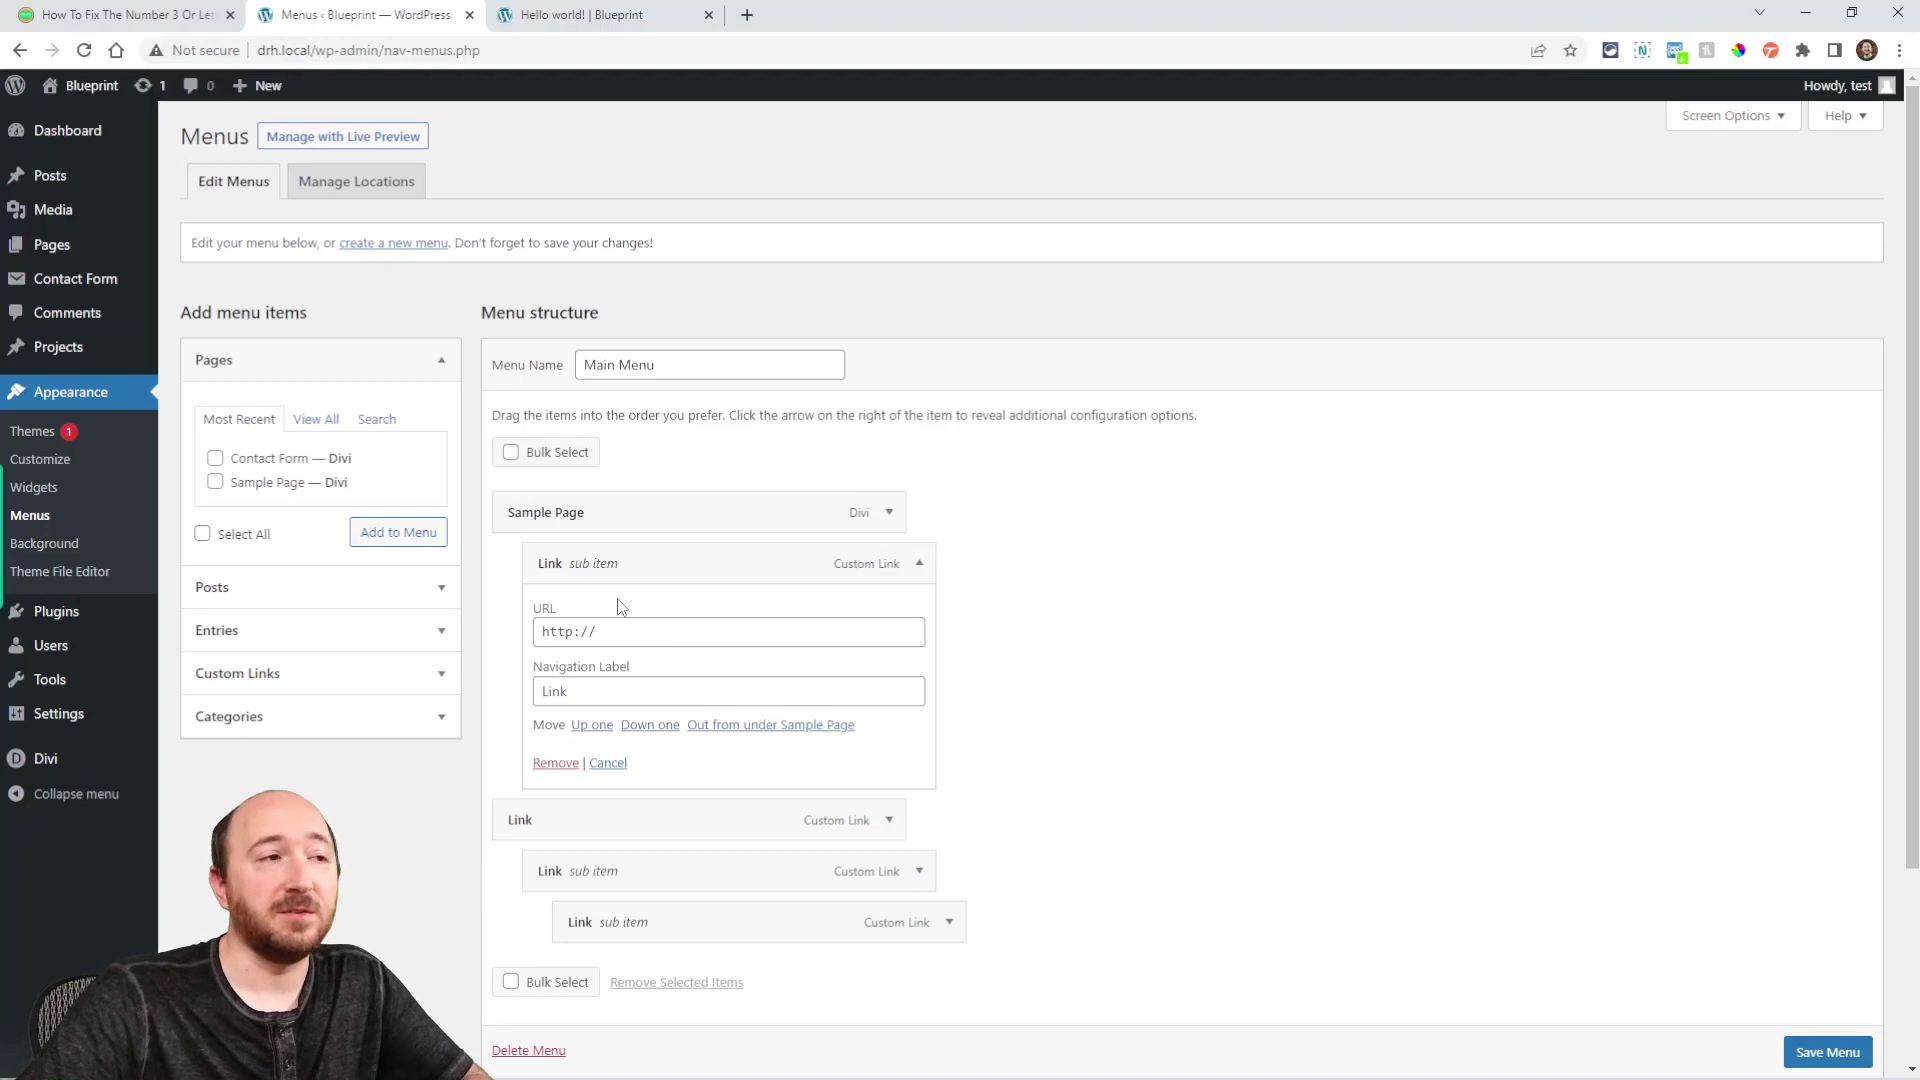 How To Fix The Number 3 Or Let
Menus ‹ Blueprint — WordPress
Hello world! | Blueprint
Not secure
drh.local/wp-admin/nav-menus.php
Blueprint
1
0
New
Howdy, test
Dashboard
Posts
Media
Pages
Contact Form
Comments
Projects
Appearance
Themes 1
Customize
Widgets
Menus
Background
Theme File Editor
Plugins
Users
Tools
Settings
Divi
Collapse menu
Screen Options
Help
Menus
Manage with Live Preview
Edit Menus
Manage Locations
Edit your menu below, or create a new menu. Don't forget to save your changes!
Add menu items
Pages
Most Recent
View All
Search
Contact Form — Divi
Sample Page — Divi
Select All
Add to Menu
Posts
Entries
Custom Links
Categories
Menu structure
Menu Name
Main Menu
Drag the items into the order you prefer. Click the arrow on the right of the item to reveal additional configuration options.
Bulk Select
Sample Page
Divi
Link sub item
Custom Link
URL
http://
Navigation Label
Link
Move Up one Down one Out from under Sample Page
Remove | Cancel
Link
Custom Link
Link sub item
Custom Link
Link sub item
Custom Link
Bulk Select
Remove Selected Items
Delete Menu
Save Menu